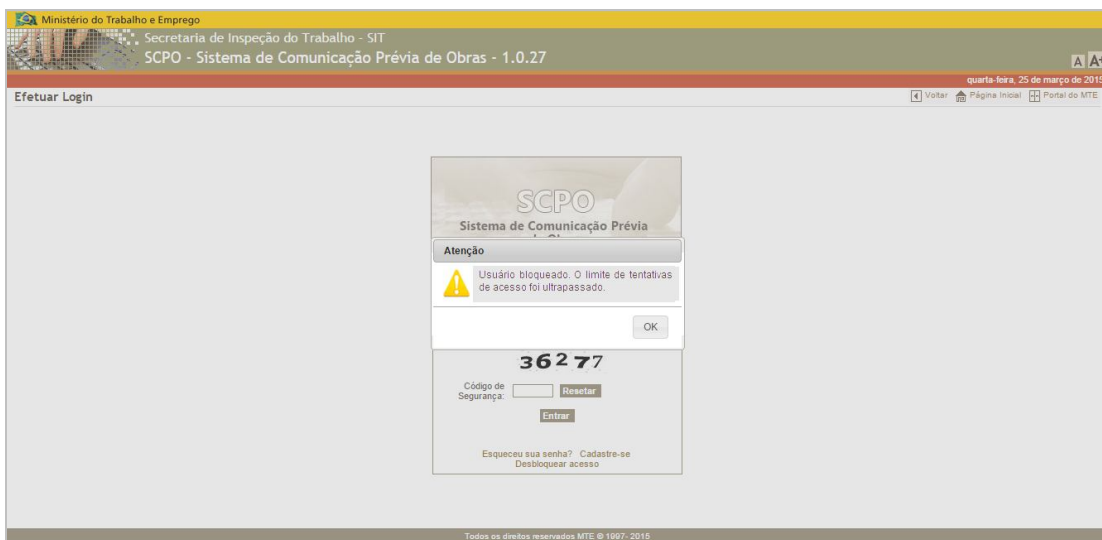 Ministério do Trabalho e Emprego
Secretaria de Inspeção do Trabalho - SIT
SCPO - Sistema de Comunicação Prévia de Obras - 1.0.27
A A+
quarta-feira, 25 de março de 2015
Efetuar Login
Voltar Página Inicial Portal do MTE
SCPO
Sistema de Comunicação Prévia
Atenção
Usuário bloqueado. O limite de tentativas
de acesso foi ultrapassado.
OK
36277
Código de
Segurança:
Resetar
Entrar
Esqueceu sua senha? Cadastre-se
Desbloquear acesso
Todos os direitos reservados MTE © 1997- 2015